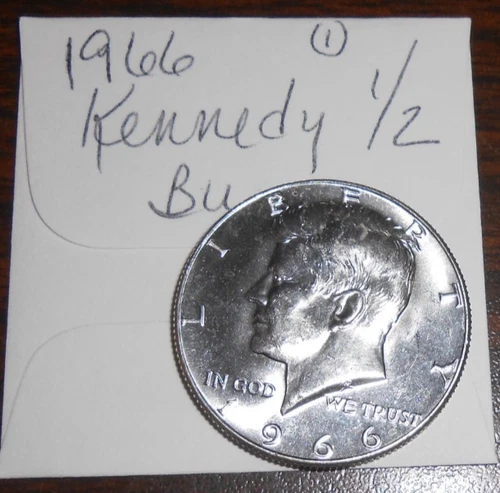 1966 ①
Kennedy 1/2
BU
LIBERTY
IN GOD WE TRUST
1966